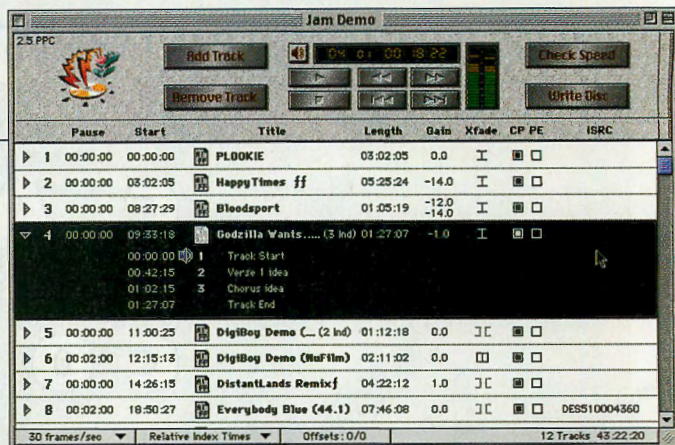 Jam Demo
2.5 PPC
Add Track
04 01 00 18:22
Check Speed
Remove Track
Write Disc
Pause Start Title Length Gain Xfade CP PE ISRC
1 00:00:00 00:00:00 PLOOKIE 03:02:05 0.0
2 00:00:00 03:02:05 HappyTimes ƒƒ 05:25:24 -14.0
3 00:00:00 08:27:29 Bloodsport 01:05:19 -12.0 -14.0
4 00:00:00 09:33:18 Godzilla Wants..... (3 Ind) 01:27:07 -1.0
00:00:00 1 Track Start
00:42:15 2 Verse 1 idea
01:02:15 3 Chorus idea
01:27:07 Track End
5 00:00:00 11:00:25 DigiBoy Demo (... (2 Ind) 01:12:18 0.0
6 00:02:00 12:15:13 DigtBoy Demo (NuFilm) 02:11:02 0.0
7 00:00:00 14:26:15 DistantLands Remixƒ 04:22:12 1.0
8 00:02:00 18:50:27 Everybody Blue (44.1) 07:46:08 0.0 DES510004360
30 frames/sec Relative Index Times Offsets: 0/0 12 Tracks 43:22:20